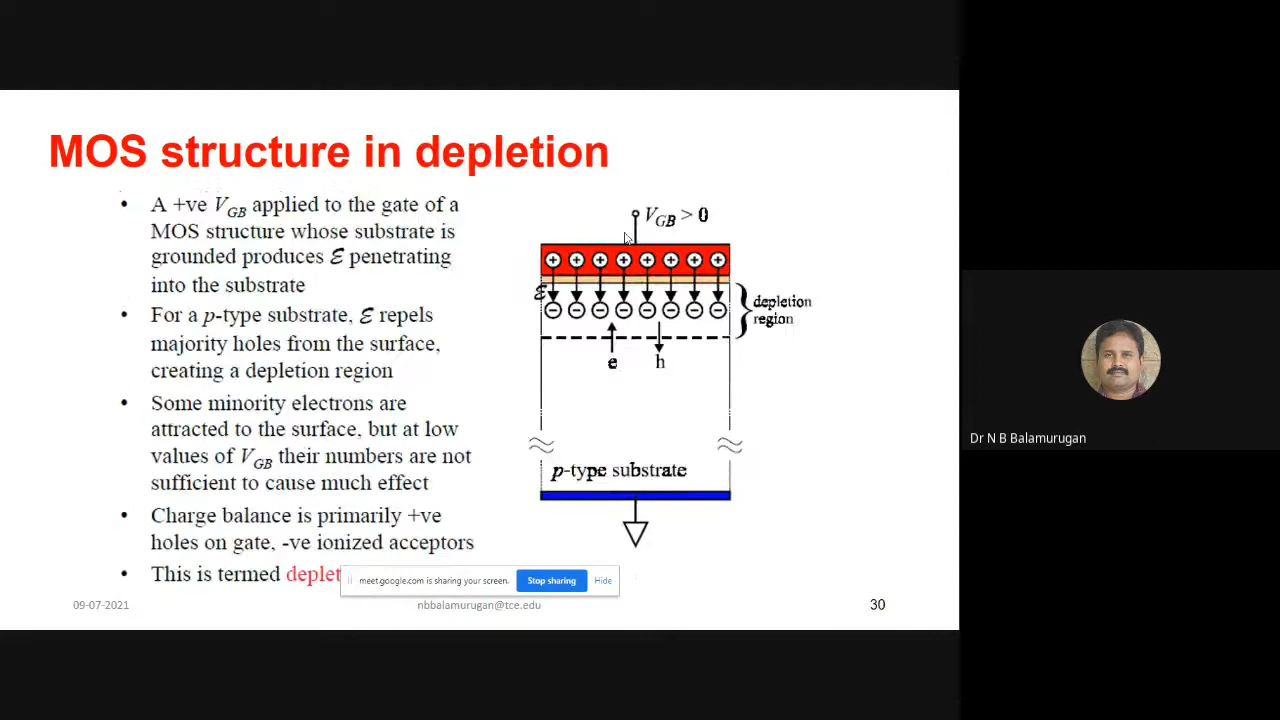 MOS structure in depletion
• A +ve VGB applied to the gate of a
MOS structure whose substrate is
grounded produces ℰ penetrating
into the substrate
• For a p-type substrate, ℰ repels
majority holes from the surface,
creating a depletion region
• Some minority electrons are
attracted to the surface, but at low
values of VGB their numbers are not
sufficient to cause much effect
• Charge balance is primarily +ve
holes on gate, -ve ionized acceptors
• This is termed deplet
VGB > 0
+ + + + + + + +
ℰ
− − − − − − − −
depletion
region
e h
p-type substrate
meet.google.com is sharing your screen. Stop sharing Hide
09-07-2021 nbbalamurugan@tce.edu 30
Dr N B Balamurugan